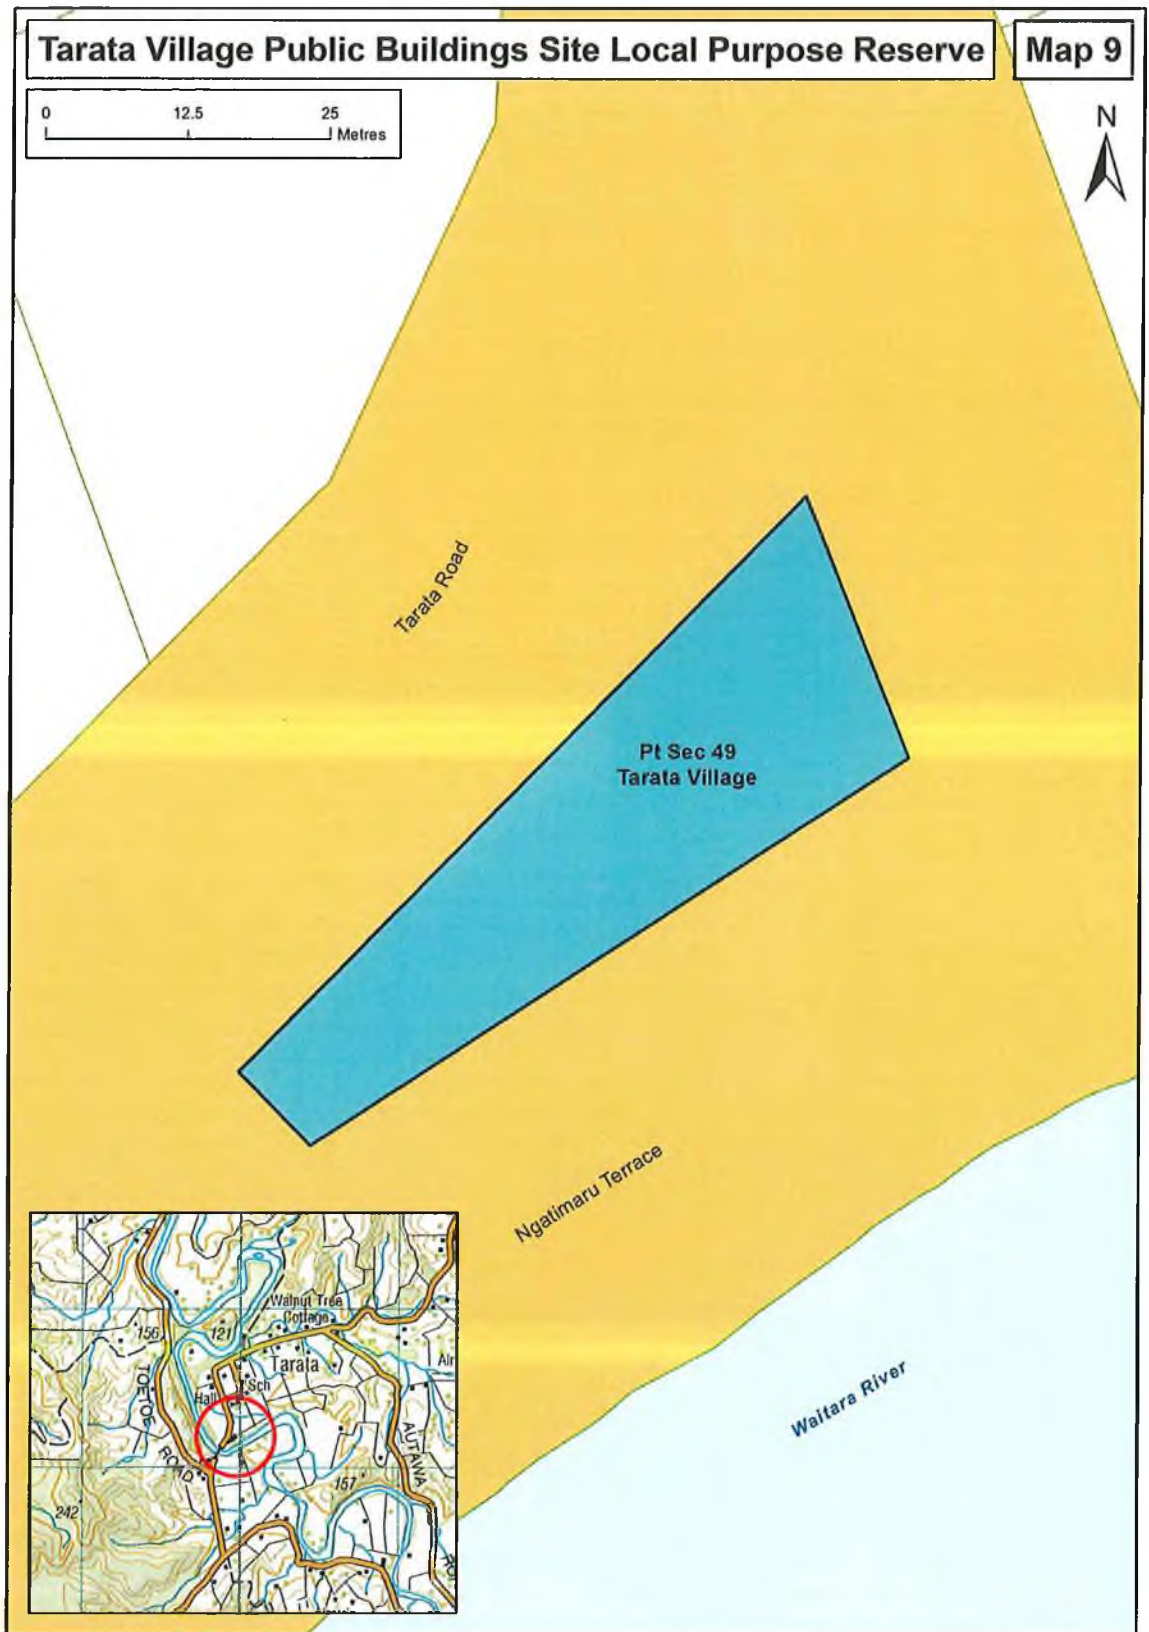 Tarata Village Public Buildings Site Local Purpose Reserve
Map 9
0 12.5 25
Metres
N
Tarata Road
Pt Sec 49
Tarata Village
Ngatimaru Terrace
Waitara River
Walnut Tree
Cottage
156
121
Tarata
Sch
Hall
TOETOE
ROAD
AUTAWA
157
242